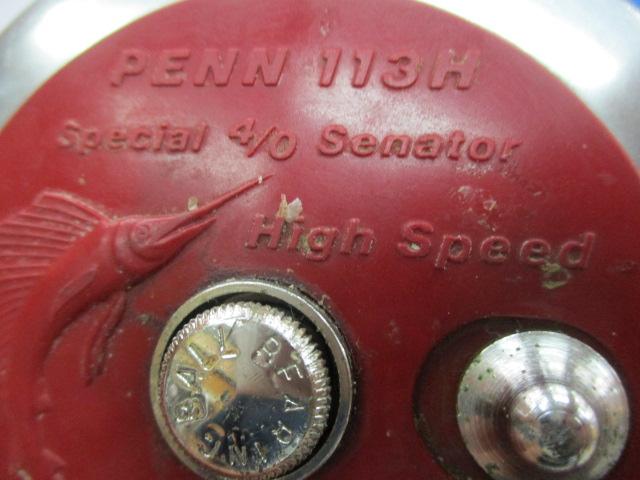 PENN 113H
Special 4/0 Senator
High Speed
BALL BEARING